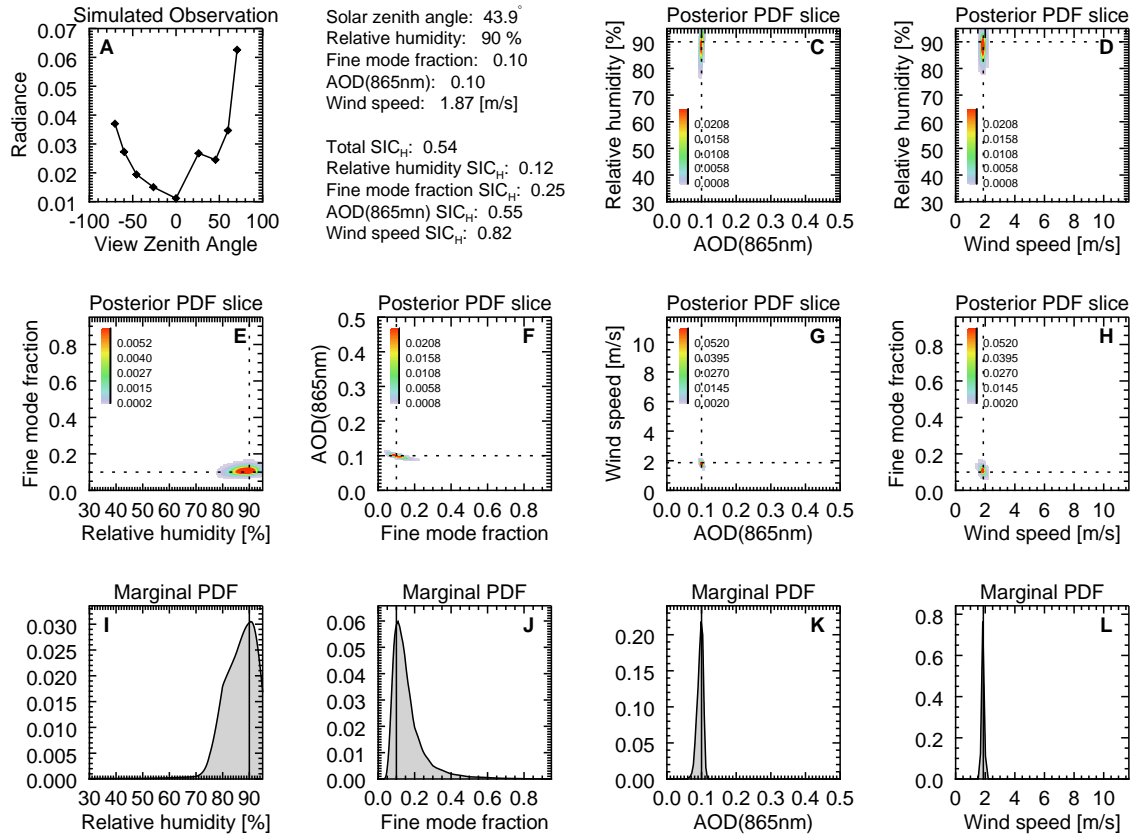 Simulated Observation
A
0.07
0.06
0.05
0.04
0.03
0.02
0.01
Radiance
-100 -50 0 50 100
View Zenith Angle
Solar zenith angle: 43.9°
Relative humidity: 90 %
Fine mode fraction: 0.10
AOD(865nm): 0.10
Wind speed: 1.87 [m/s]
Total SIC_H: 0.54
Relative humidity SIC_H: 0.12
Fine mode fraction SIC_H: 0.25
AOD(865mn) SIC_H: 0.55
Wind speed SIC_H: 0.82
Posterior PDF slice
C
90
80
70
60
50
40
30
Relative humidity [%]
0.0208
0.0158
0.0108
0.0058
0.0008
0.0 0.1 0.2 0.3 0.4 0.5
AOD(865nm)
Posterior PDF slice
D
90
80
70
60
50
40
30
Relative humidity [%]
0.0208
0.0158
0.0108
0.0058
0.0008
0 2 4 6 8 10
Wind speed [m/s]
Posterior PDF slice
E
0.8
0.6
0.4
0.2
0.0
Fine mode fraction
0.0052
0.0040
0.0027
0.0015
0.0002
30 40 50 60 70 80 90
Relative humidity [%]
Posterior PDF slice
F
0.5
0.4
0.3
0.2
0.1
0.0
AOD(865nm)
0.0208
0.0158
0.0108
0.0058
0.0008
0.0 0.2 0.4 0.6 0.8
Fine mode fraction
Posterior PDF slice
G
10
8
6
4
2
0
Wind speed [m/s]
0.0520
0.0395
0.0270
0.0145
0.0020
0.0 0.1 0.2 0.3 0.4 0.5
AOD(865nm)
Posterior PDF slice
H
0.8
0.6
0.4
0.2
0.0
Fine mode fraction
0.0520
0.0395
0.0270
0.0145
0.0020
0 2 4 6 8 10
Wind speed [m/s]
Marginal PDF
I
0.030
0.025
0.020
0.015
0.010
0.005
0.000
30 40 50 60 70 80 90
Relative humidity [%]
Marginal PDF
J
0.06
0.05
0.04
0.03
0.02
0.01
0.00
0.0 0.2 0.4 0.6 0.8
Fine mode fraction
Marginal PDF
K
0.20
0.15
0.10
0.05
0.00
0.0 0.1 0.2 0.3 0.4 0.5
AOD(865nm)
Marginal PDF
L
0.8
0.6
0.4
0.2
0.0
0 2 4 6 8 10
Wind speed [m/s]